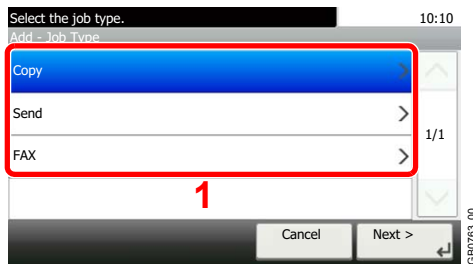 Select the job type.
10:10
Add - Job Type
Copy
Send
1/1
FAX
1
Cancel
Next >
GB0763_00